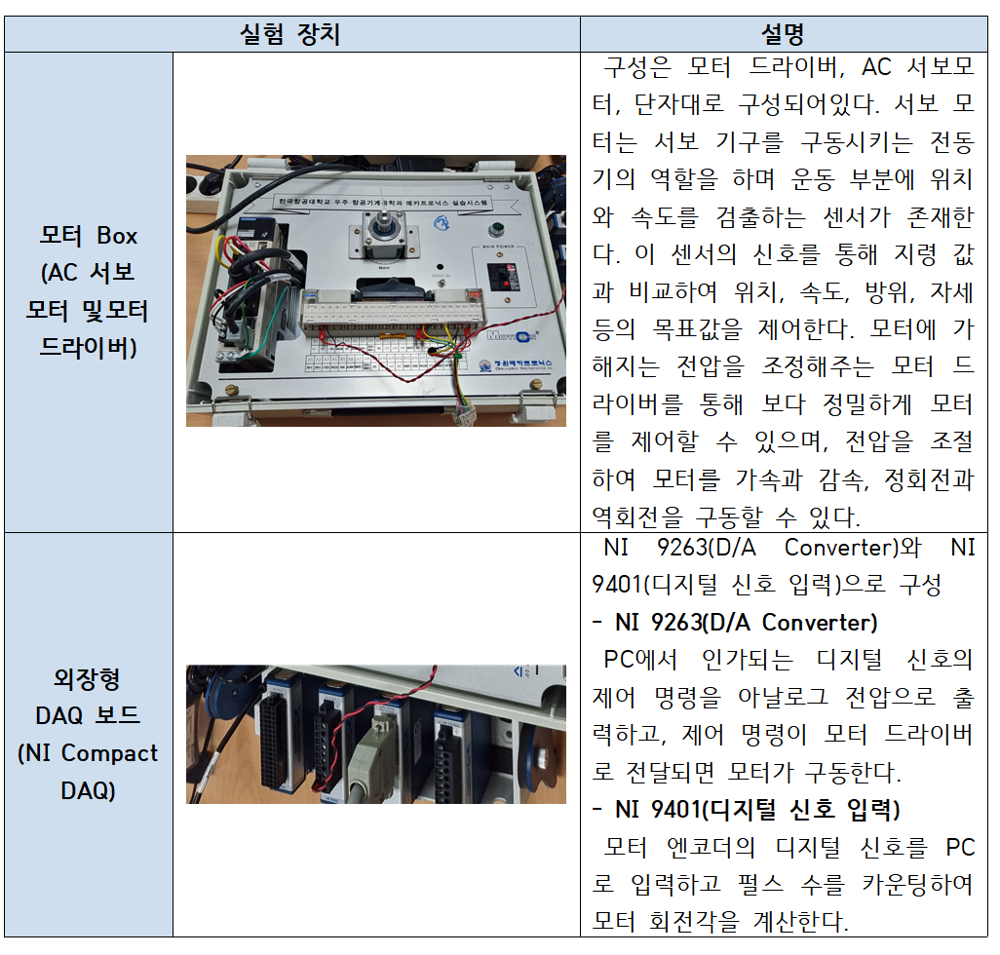 실험 장치
설명
모터 Box
(AC 서보
모터 및모터
드라이버)
한국항공대학교 우주·항공기계공학과 메카트로닉스 실습시스템
Motor
MAIN POWER
SERVO ON
정원메카트로닉스
구성은 모터 드라이버, AC 서보모
터, 단자대로 구성되어있다. 서보 모
터는 서보 기구를 구동시키는 전동
기의 역할을 하며 운동 부분에 위치
와 속도를 검출하는 센서가 존재한
다. 이 센서의 신호를 통해 지령 값
과 비교하여 위치, 속도, 방위, 자세
등의 목표값을 제어한다. 모터에 가
해지는 전압을 조정해주는 모터 드
라이버를 통해 보다 정밀하게 모터
를 제어할 수 있으며, 전압을 조절
하여 모터를 가속과 감속, 정회전과
역회전을 구동할 수 있다.
외장형
DAQ 보드
(NI Compact
DAQ)
NI 9263(D/A Converter)와 NI
9401(디지털 신호 입력)으로 구성
- NI 9263(D/A Converter)
PC에서 인가되는 디지털 신호의
제어 명령을 아날로그 전압으로 출
력하고, 제어 명령이 모터 드라이버
로 전달되면 모터가 구동한다.
- NI 9401(디지털 신호 입력)
모터 엔코더의 디지털 신호를 PC
로 입력하고 펄스 수를 카운팅하여
모터 회전각을 계산한다.